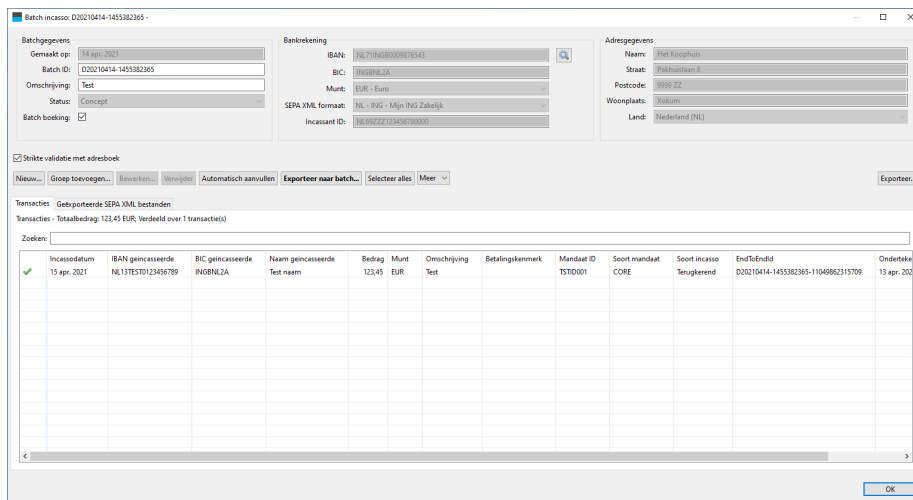 Batch incasso: D20210414-1455382365 -
Batchgegevens
Gemaakt op: 14 apr. 2021
Batch ID: D20210414-1455382365
Omschrijving: Test
Status: Concept
Batch boeking:
Bankrekening
IBAN: NL71INGB0009876543
BIC: INGBNL2A
Munt: EUR - Euro
SEPA XML formaat: NL - ING - Mijn ING Zakelijk
Incassant ID: NL69ZZZ123456780000
Adresgegevens
Naam: Het Koophuis
Straat: Pakhuislaan 8
Postcode: 9999 ZZ
Woonplaats: Xokum
Land: Nederland (NL)
Strikte validatie met adresboek
Nieuw... Groep toevoegen... Bewerken... Verwijder Automatisch aanvullen Exporteer naar batch... Selecteer alles Meer Exporteer.
Transacties Geëxporteerde SEPA XML bestanden
Transacties - Totaalbedrag: 123,45 EUR; Verdeeld over 1 transactie(s)
Zoeken:
Incassodatum IBAN geincasseerde BIC geincasseerde Naam geincasseerde Bedrag Munt Omschrijving Betalingskenmerk Mandaat ID Soort mandaat Soort incasso EndToEndId Onderteke
15 apr. 2021 NL13TEST0123456789 INGBNL2A Test naam 123,45 EUR Test TSTID001 CORE Terugkerend D20210414-1455382365-11049862315709 13 apr. 202
OK